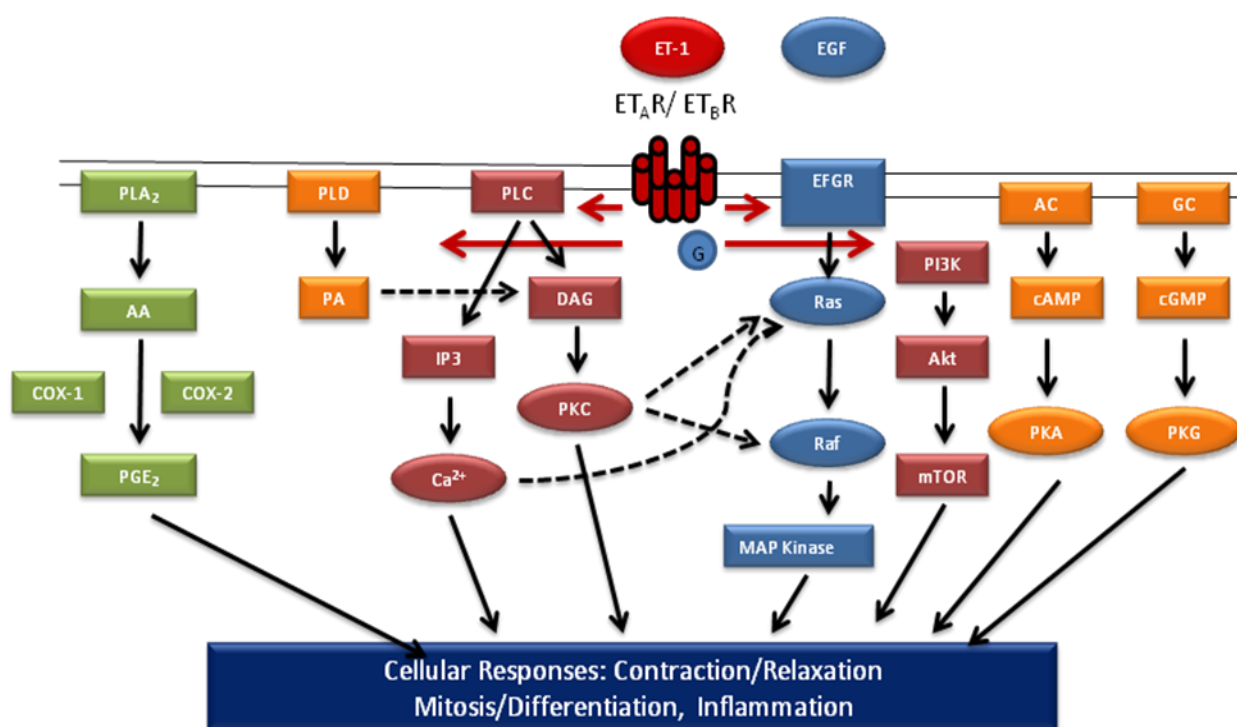 ET-1
EGF
ETAR/ ETBR
PLA2
PLD
PLC
EFGR
AC
GC
G
PI3K
AA
PA
DAG
Ras
cAMP
cGMP
IP3
Akt
COX-1
COX-2
PKC
Raf
PKA
PKG
PGE2
Ca2+
mTOR
MAP Kinase
Cellular Responses: Contraction/Relaxation
Mitosis/Differentiation, Inflammation